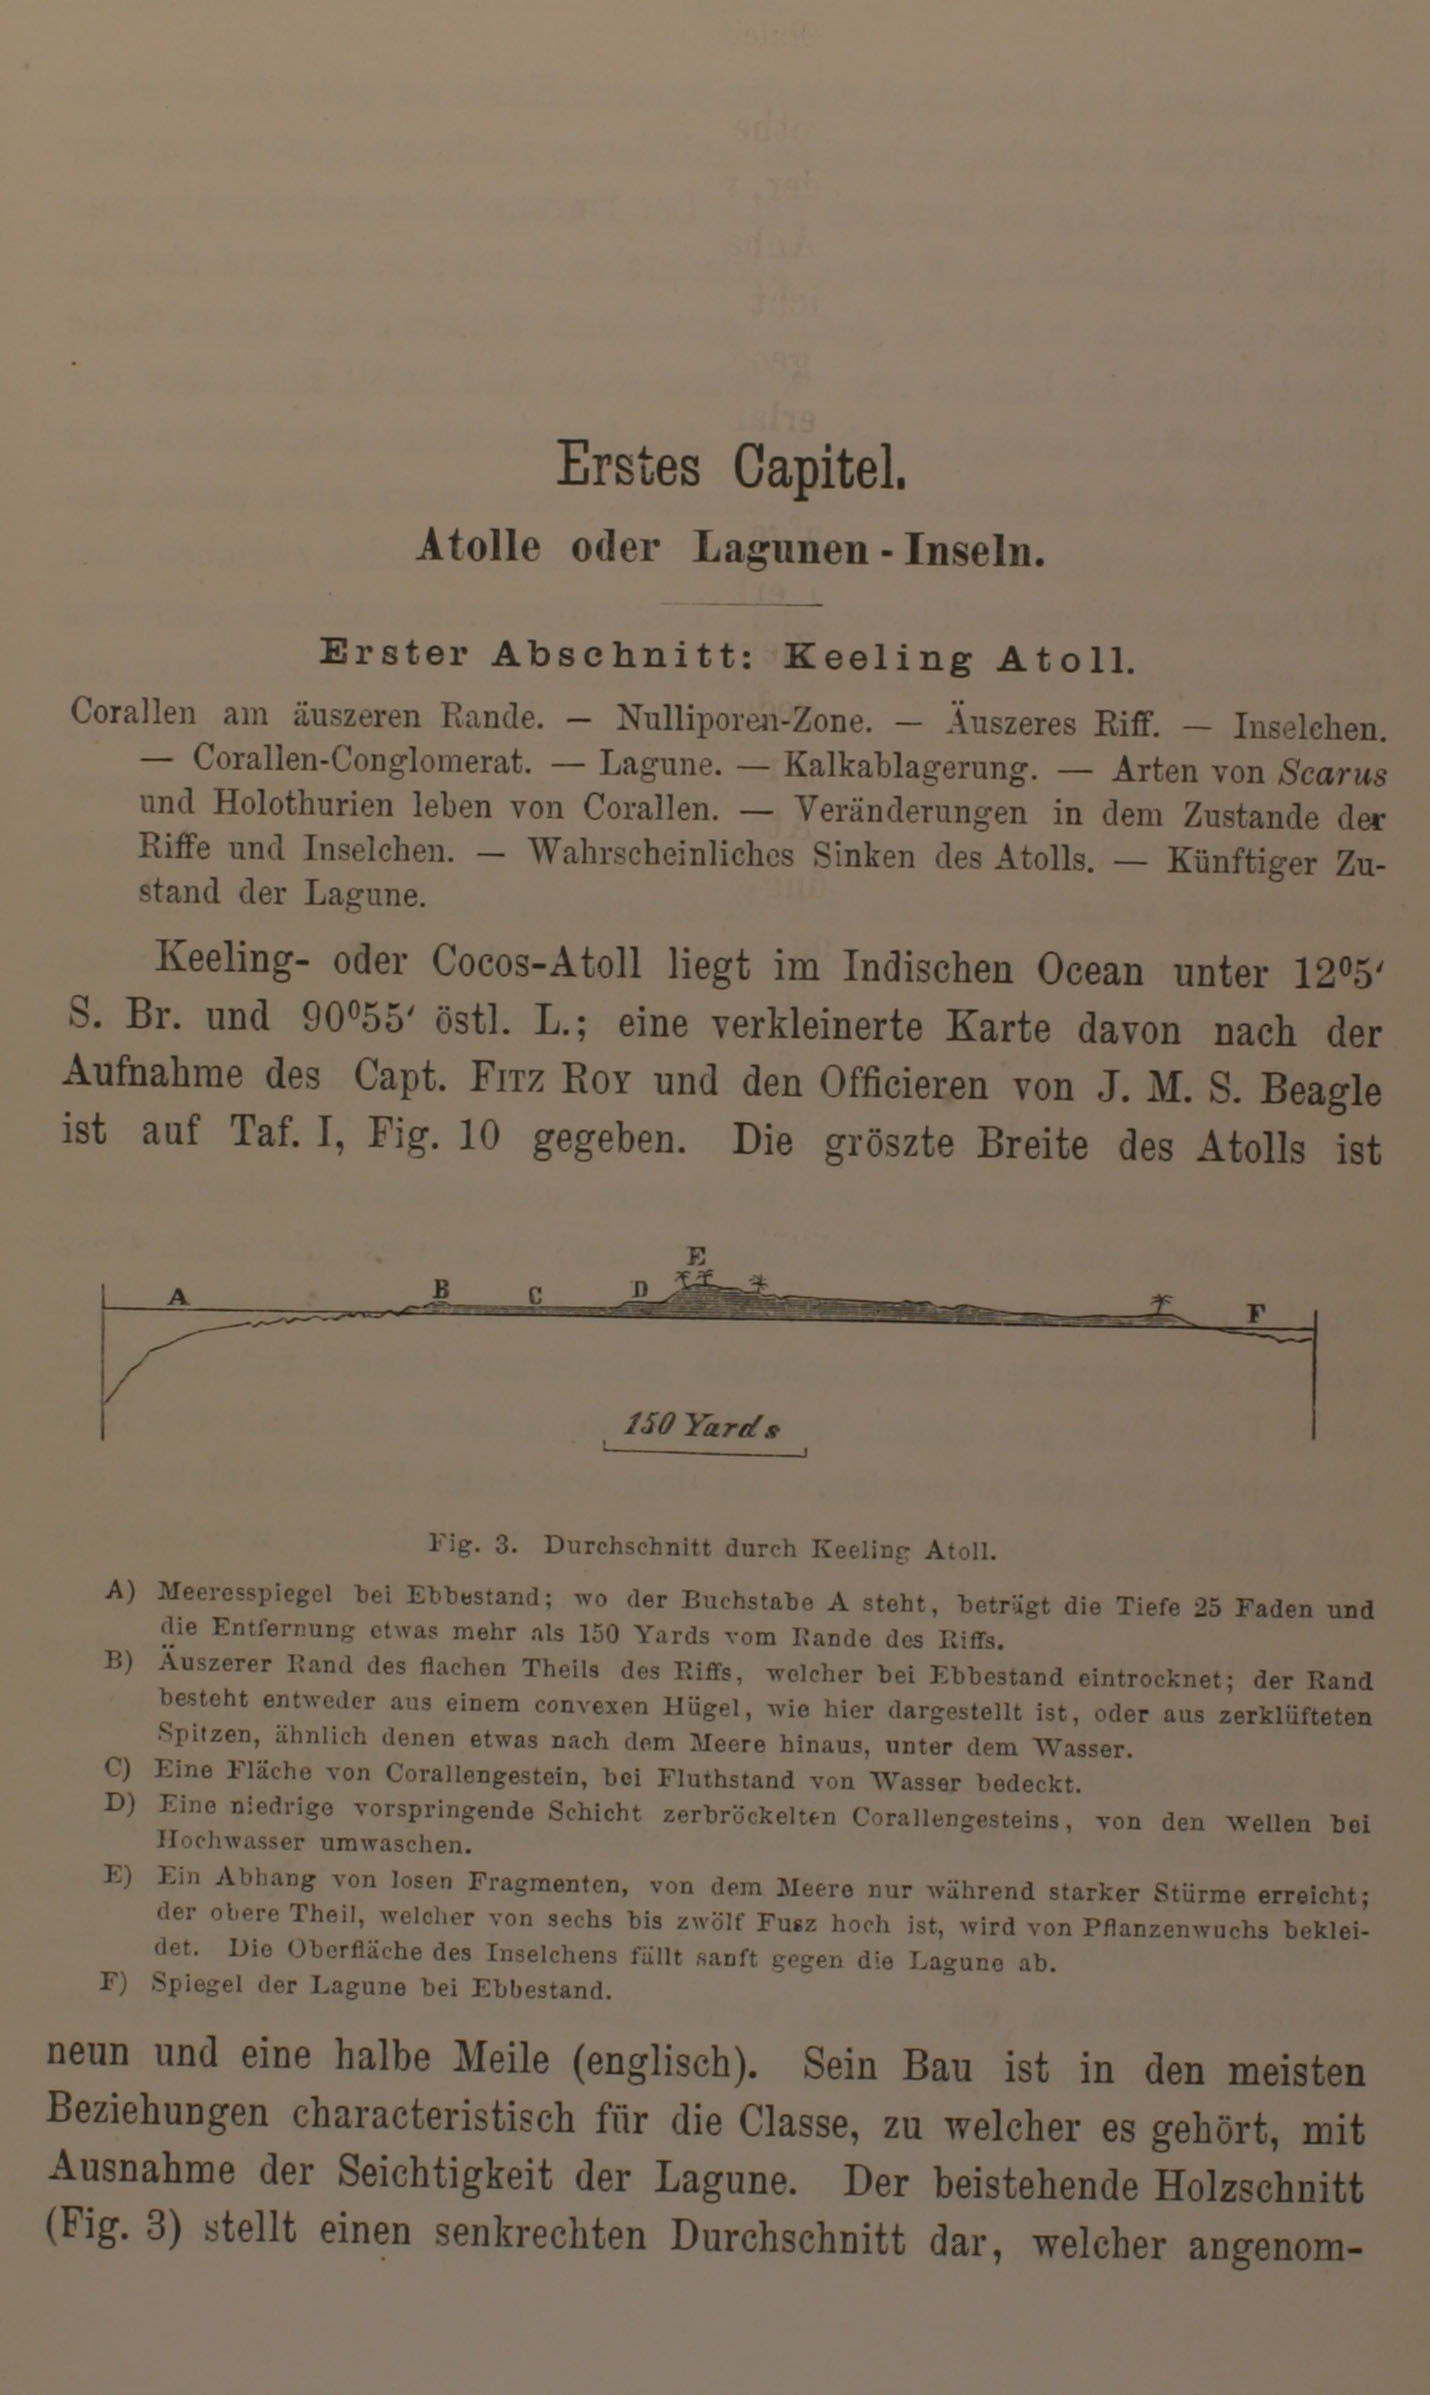 Erstes Capitel.
Atolle oder Lagunen-Inseln.
Erster Abschnitt: Keeling Atoll.
Corallen am äuszeren Rande. — Nulliporen-Zone. — Äuszeres Riff. — Inselchen.
— Corallen-Conglomerat. — Lagune. — Kalkablagerung. — Arten von Scarus
und Holothurien leben von Corallen. — Veränderungen in dem Zustande der
Riffe und Inselchen. — Wahrscheinliches Sinken des Atolls. — Künftiger Zu-
stand der Lagune.
Keeling- oder Cocos-Atoll liegt im Indischen Ocean unter 12°5′
S. Br. und 90°55′ östl. L.; eine verkleinerte Karte davon nach der
Aufnahme des Capt. Fitz Roy und den Officieren von J. M. S. Beagle
ist auf Taf. I, Fig. 10 gegeben. Die gröszte Breite des Atolls ist
A B C D E F
150 Yards
Fig. 3. Durchschnitt durch Keeling Atoll.
A) Meeresspiegel bei Ebbestand; wo der Buchstabe A steht, beträgt die Tiefe 25 Faden und
die Entfernung etwas mehr als 150 Yards vom Rande des Riffs.
B) Äuszerer Rand des flachen Theils des Riffs, welcher bei Ebbestand eintrocknet; der Rand
besteht entweder aus einem convexen Hügel, wie hier dargestellt ist, oder aus zerklüfteten
Spitzen, ähnlich denen etwas nach dem Meere hinaus, unter dem Wasser.
C) Eine Fläche von Corallengestein, bei Fluthstand von Wasser bedeckt.
D) Eine niedrige vorspringende Schicht zerbröckelten Corallengesteins, von den Wellen bei
Hochwasser umwaschen.
E) Ein Abhang von losen Fragmenten, von dem Meere nur während starker Stürme erreicht;
der obere Theil, welcher von sechs bis zwölf Fusz hoch ist, wird von Pflanzenwuchs beklei-
det. Die Oberfläche des Inselchens fällt sanft gegen die Lagune ab.
F) Spiegel der Lagune bei Ebbestand.
neun und eine halbe Meile (englisch). Sein Bau ist in den meisten
Beziehungen characteristisch für die Classe, zu welcher es gehört, mit
Ausnahme der Seichtigkeit der Lagune. Der beistehende Holzschnitt
(Fig. 3) stellt einen senkrechten Durchschnitt dar, welcher angenom-